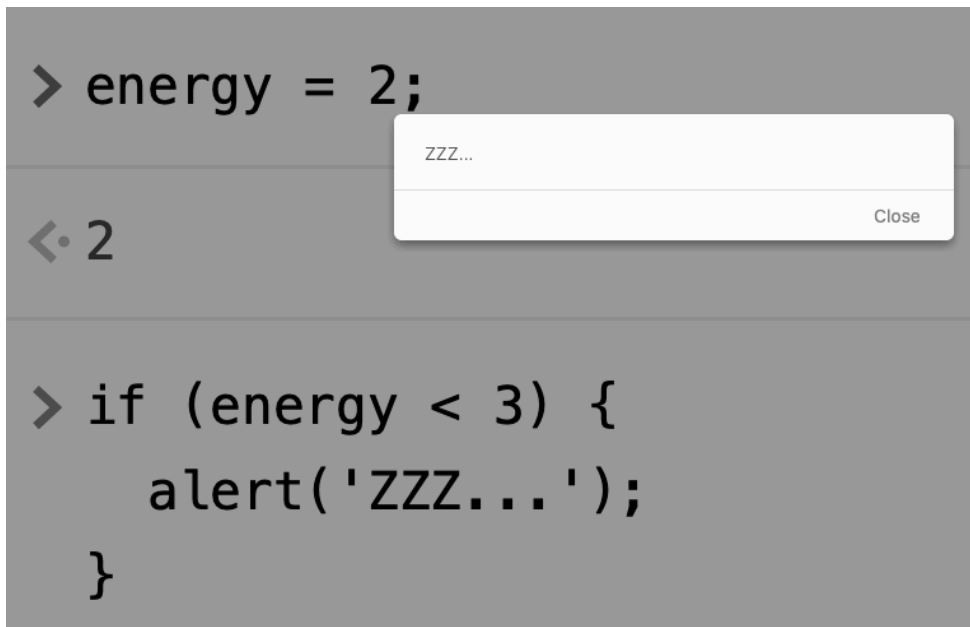 > energy = 2;
ZZZ...
Close
<· 2
> if (energy < 3) {
alert('ZZZ...');
}